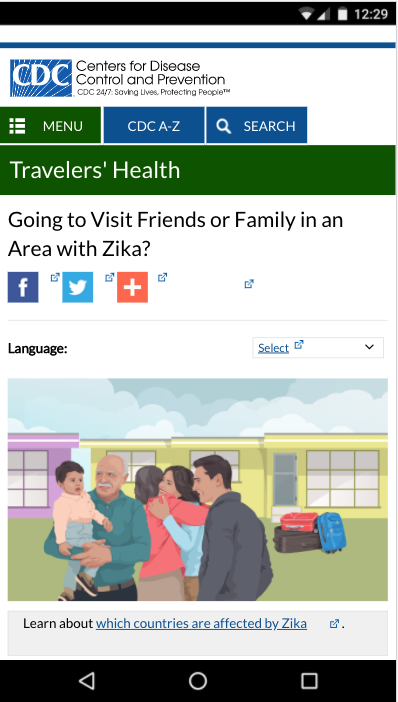 12:29
CDC
Centers for Disease
Control and Prevention
CDC 24/7: Saving Lives, Protecting People™
MENU
CDC A-Z
SEARCH
Travelers' Health
Going to Visit Friends or Family in an
Area with Zika?
Language:
Select
Learn about which countries are affected by Zika .